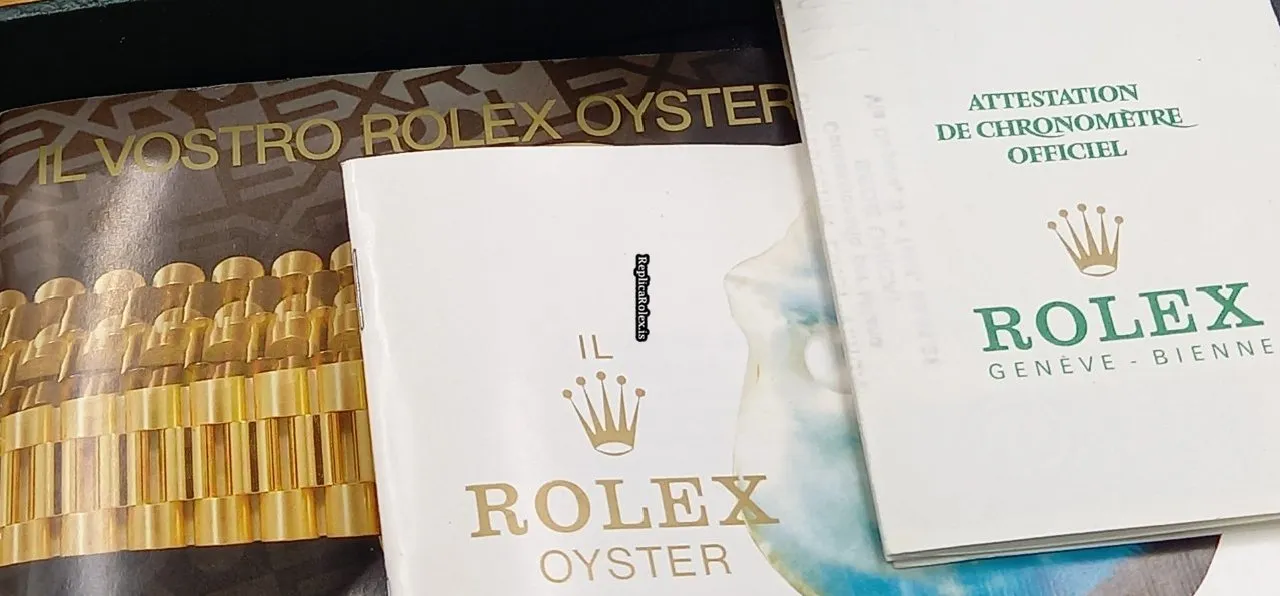 IL VOSTRO ROLEX OYSTER
ATTESTATION
DE CHRONOMÈTRE
OFFICIEL
ROLEX
GENÈVE - BIENNE
IL
ROLEX
OYSTER
ReplicaRolex.is